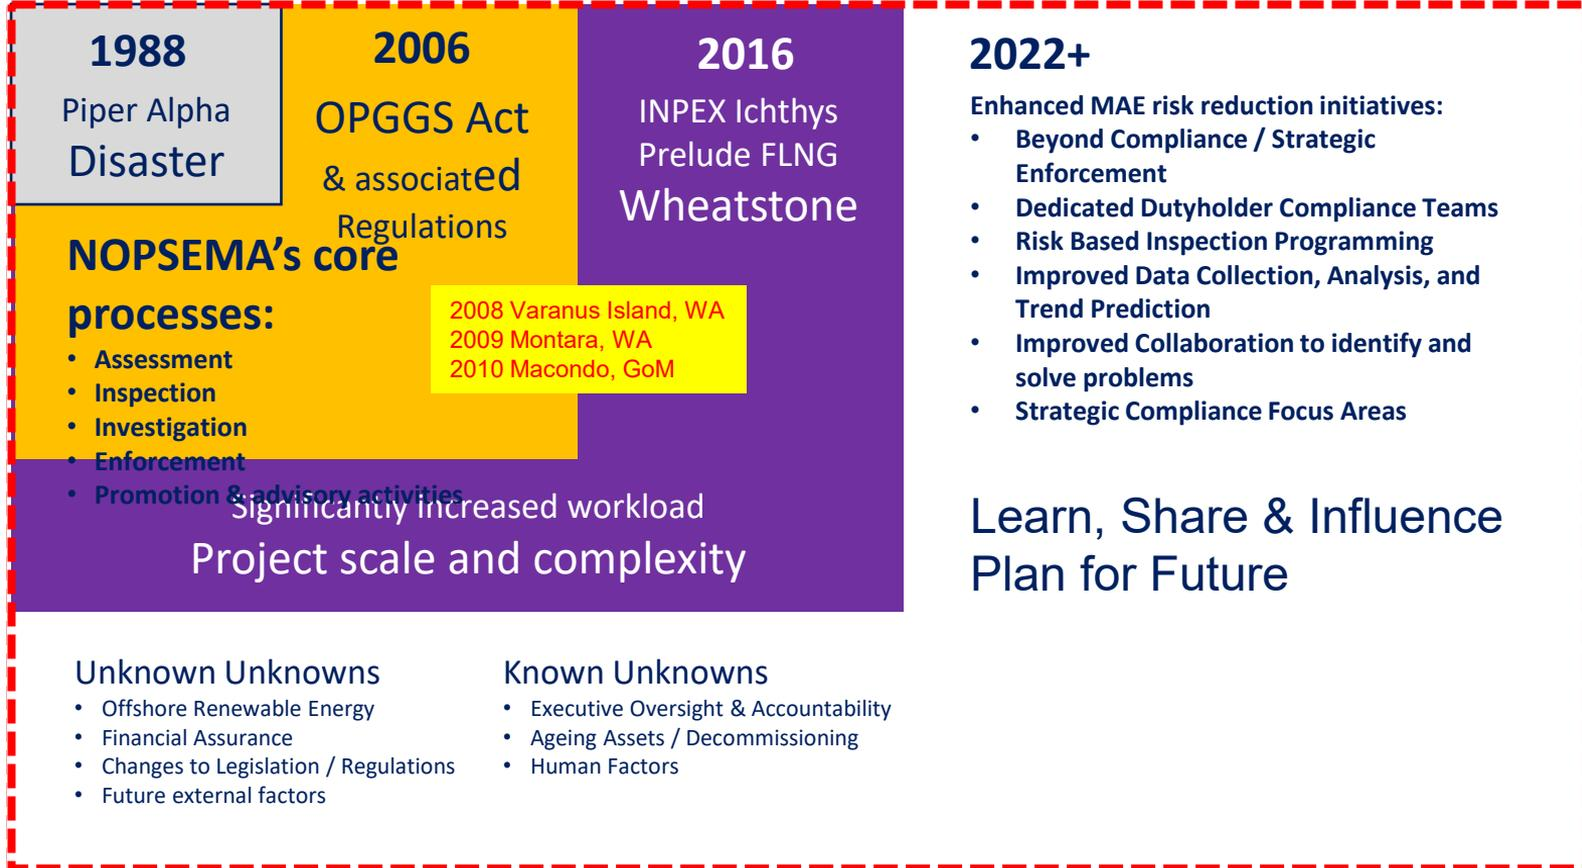 1988
Piper Alpha
Disaster
2006
OPGGS Act
& associated
Regulations
2016
INPEX Ichthys
Prelude FLNG
Wheatstone
NOPSEMA’s core
processes:
• Assessment
• Inspection
• Investigation
• Enforcement
• Promotion & advisory activities
2008 Varanus Island, WA
2009 Montara, WA
2010 Macondo, GoM
Significantly increased workload
Project scale and complexity
2022+
Enhanced MAE risk reduction initiatives:
• Beyond Compliance / Strategic
Enforcement
• Dedicated Dutyholder Compliance Teams
• Risk Based Inspection Programming
• Improved Data Collection, Analysis, and
Trend Prediction
• Improved Collaboration to identify and
solve problems
• Strategic Compliance Focus Areas
Learn, Share & Influence
Plan for Future
Unknown Unknowns
• Offshore Renewable Energy
• Financial Assurance
• Changes to Legislation / Regulations
• Future external factors
Known Unknowns
• Executive Oversight & Accountability
• Ageing Assets / Decommissioning
• Human Factors